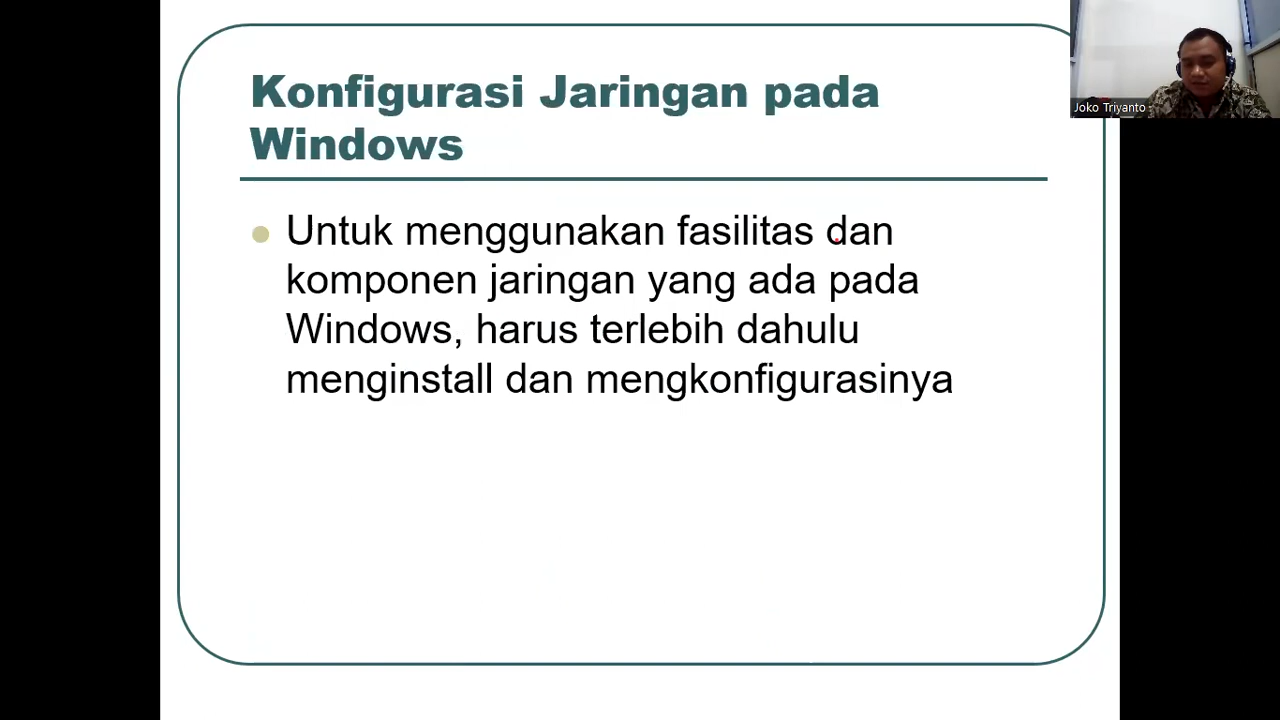 Konfigurasi Jaringan pada
Windows
Untuk menggunakan fasilitas dan
komponen jaringan yang ada pada
Windows, harus terlebih dahulu
menginstall dan mengkonfigurasinya
Joko Triyanto -